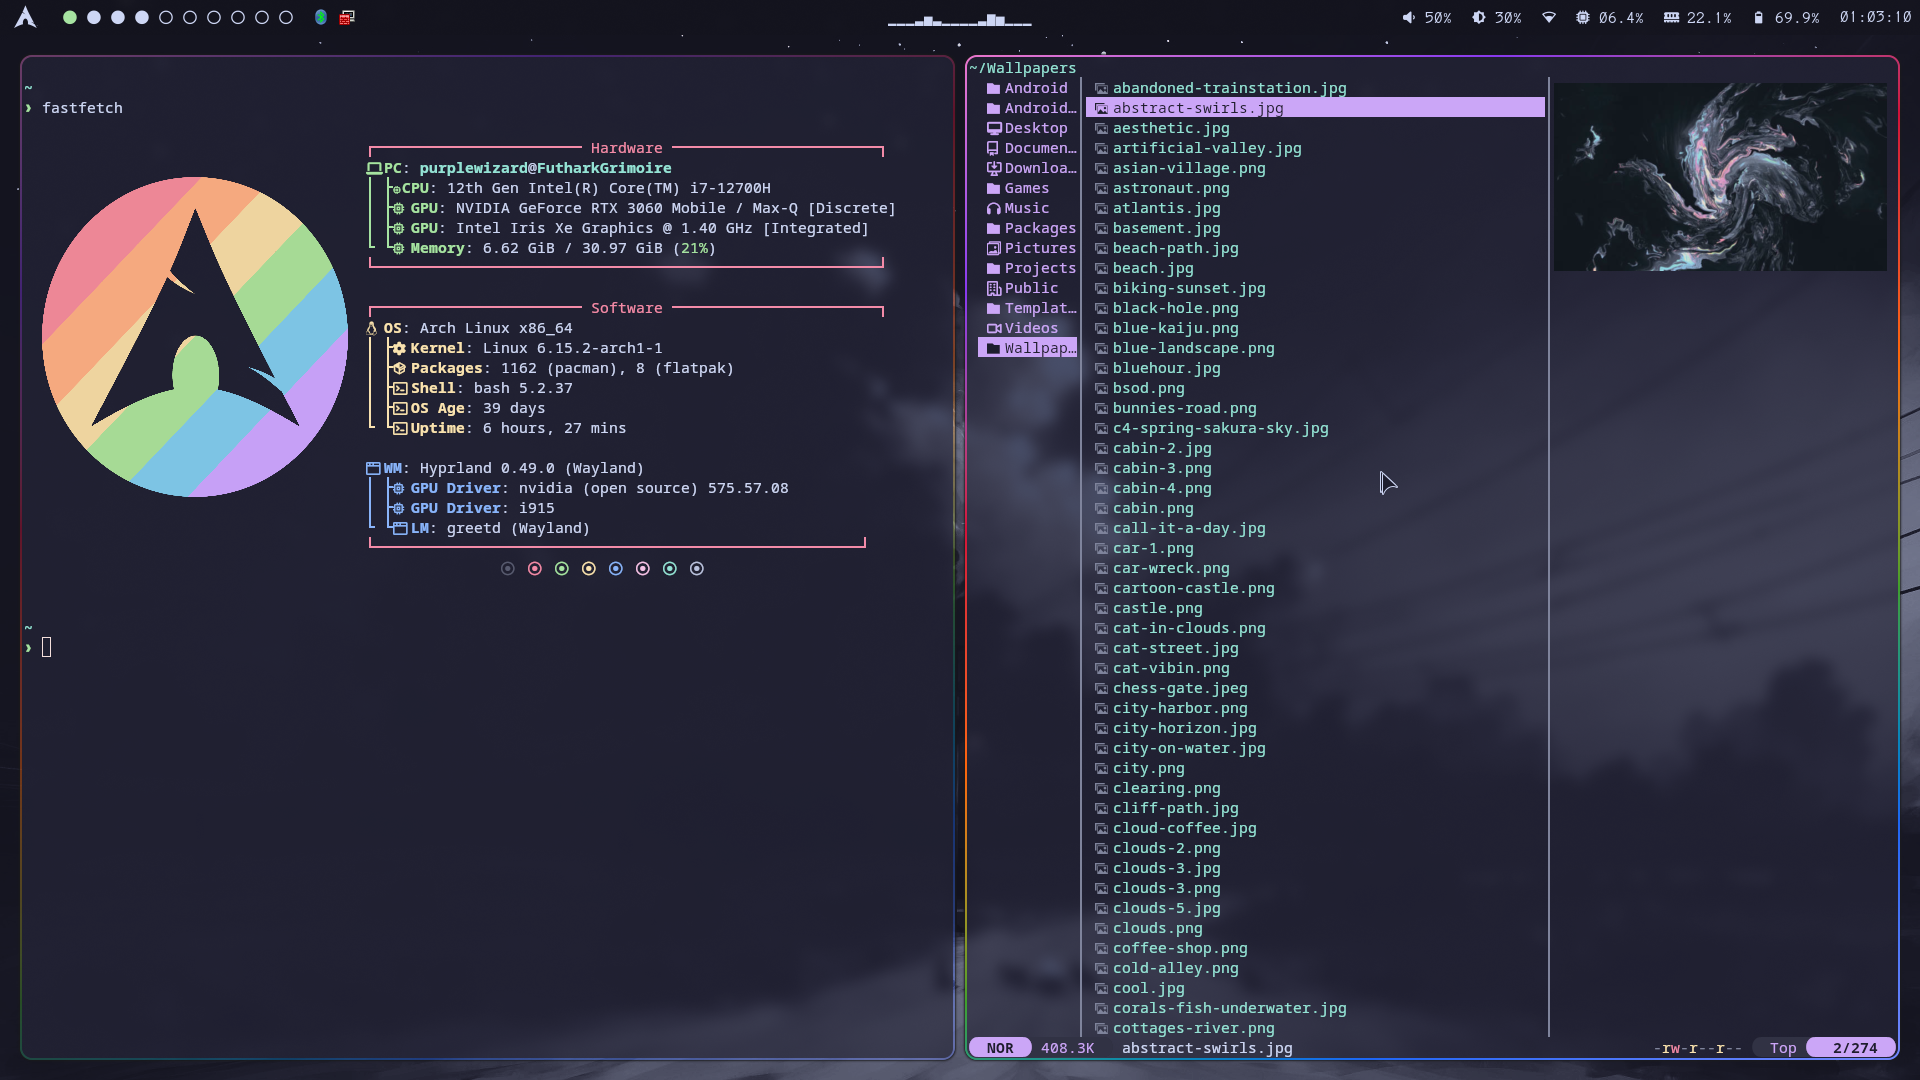 50% 30% 06.4% 22.1% 69.9% 01:03:10
~
❯ fastfetch
Hardware
PC: purplewizard@FutharkGrimoire
CPU: 12th Gen Intel(R) Core(TM) i7-12700H
GPU: NVIDIA GeForce RTX 3060 Mobile / Max-Q [Discrete]
GPU: Intel Iris Xe Graphics @ 1.40 GHz [Integrated]
Memory: 6.62 GiB / 30.97 GiB (21%)
Software
OS: Arch Linux x86_64
Kernel: Linux 6.15.2-arch1-1
Packages: 1162 (pacman), 8 (flatpak)
Shell: bash 5.2.37
OS Age: 39 days
Uptime: 6 hours, 27 mins
WM: Hyprland 0.49.0 (Wayland)
GPU Driver: nvidia (open source) 575.57.08
GPU Driver: i915
LM: greetd (Wayland)
~
❯
~/Wallpapers
Android
Android…
Desktop
Documen…
Downloa…
Games
Music
Packages
Pictures
Projects
Public
Templat…
Videos
Wallpap…
abandoned-trainstation.jpg
abstract-swirls.jpg
aesthetic.jpg
artificial-valley.jpg
asian-village.png
astronaut.png
atlantis.jpg
basement.jpg
beach-path.jpg
beach.jpg
biking-sunset.jpg
black-hole.png
blue-kaiju.png
blue-landscape.png
bluehour.jpg
bsod.png
bunnies-road.png
c4-spring-sakura-sky.jpg
cabin-2.jpg
cabin-3.png
cabin-4.png
cabin.png
call-it-a-day.jpg
car-1.png
car-wreck.png
cartoon-castle.png
castle.png
cat-in-clouds.png
cat-street.jpg
cat-vibin.png
chess-gate.jpeg
city-harbor.png
city-horizon.jpg
city-on-water.jpg
city.png
clearing.png
cliff-path.jpg
cloud-coffee.jpg
clouds-2.png
clouds-3.jpg
clouds-3.png
clouds-5.jpg
clouds.png
coffee-shop.png
cold-alley.png
cool.jpg
corals-fish-underwater.jpg
cottages-river.png
NOR 408.3K abstract-swirls.jpg -rw-r--r-- Top 2/274